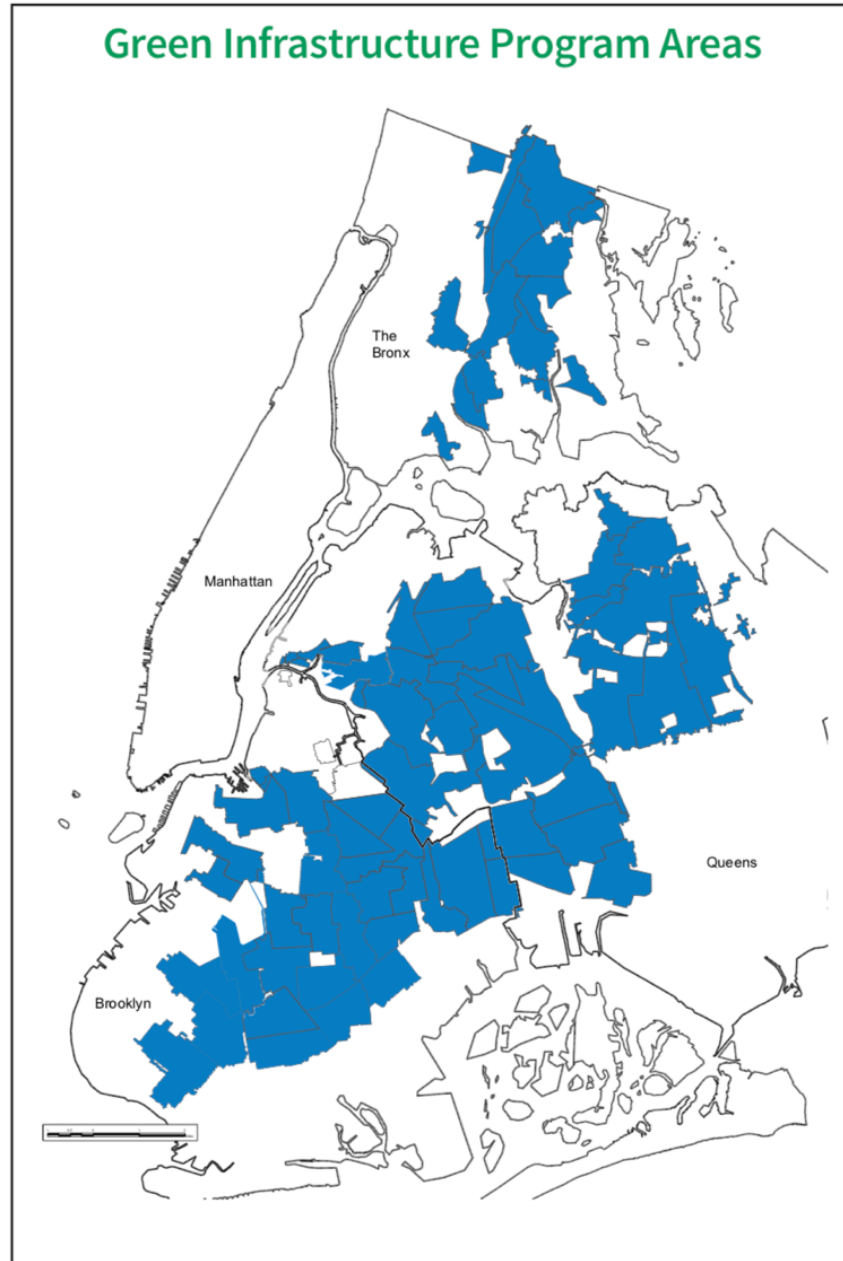 Green Infrastructure Program Areas
The
Bronx
Manhattan
Queens
Brooklyn